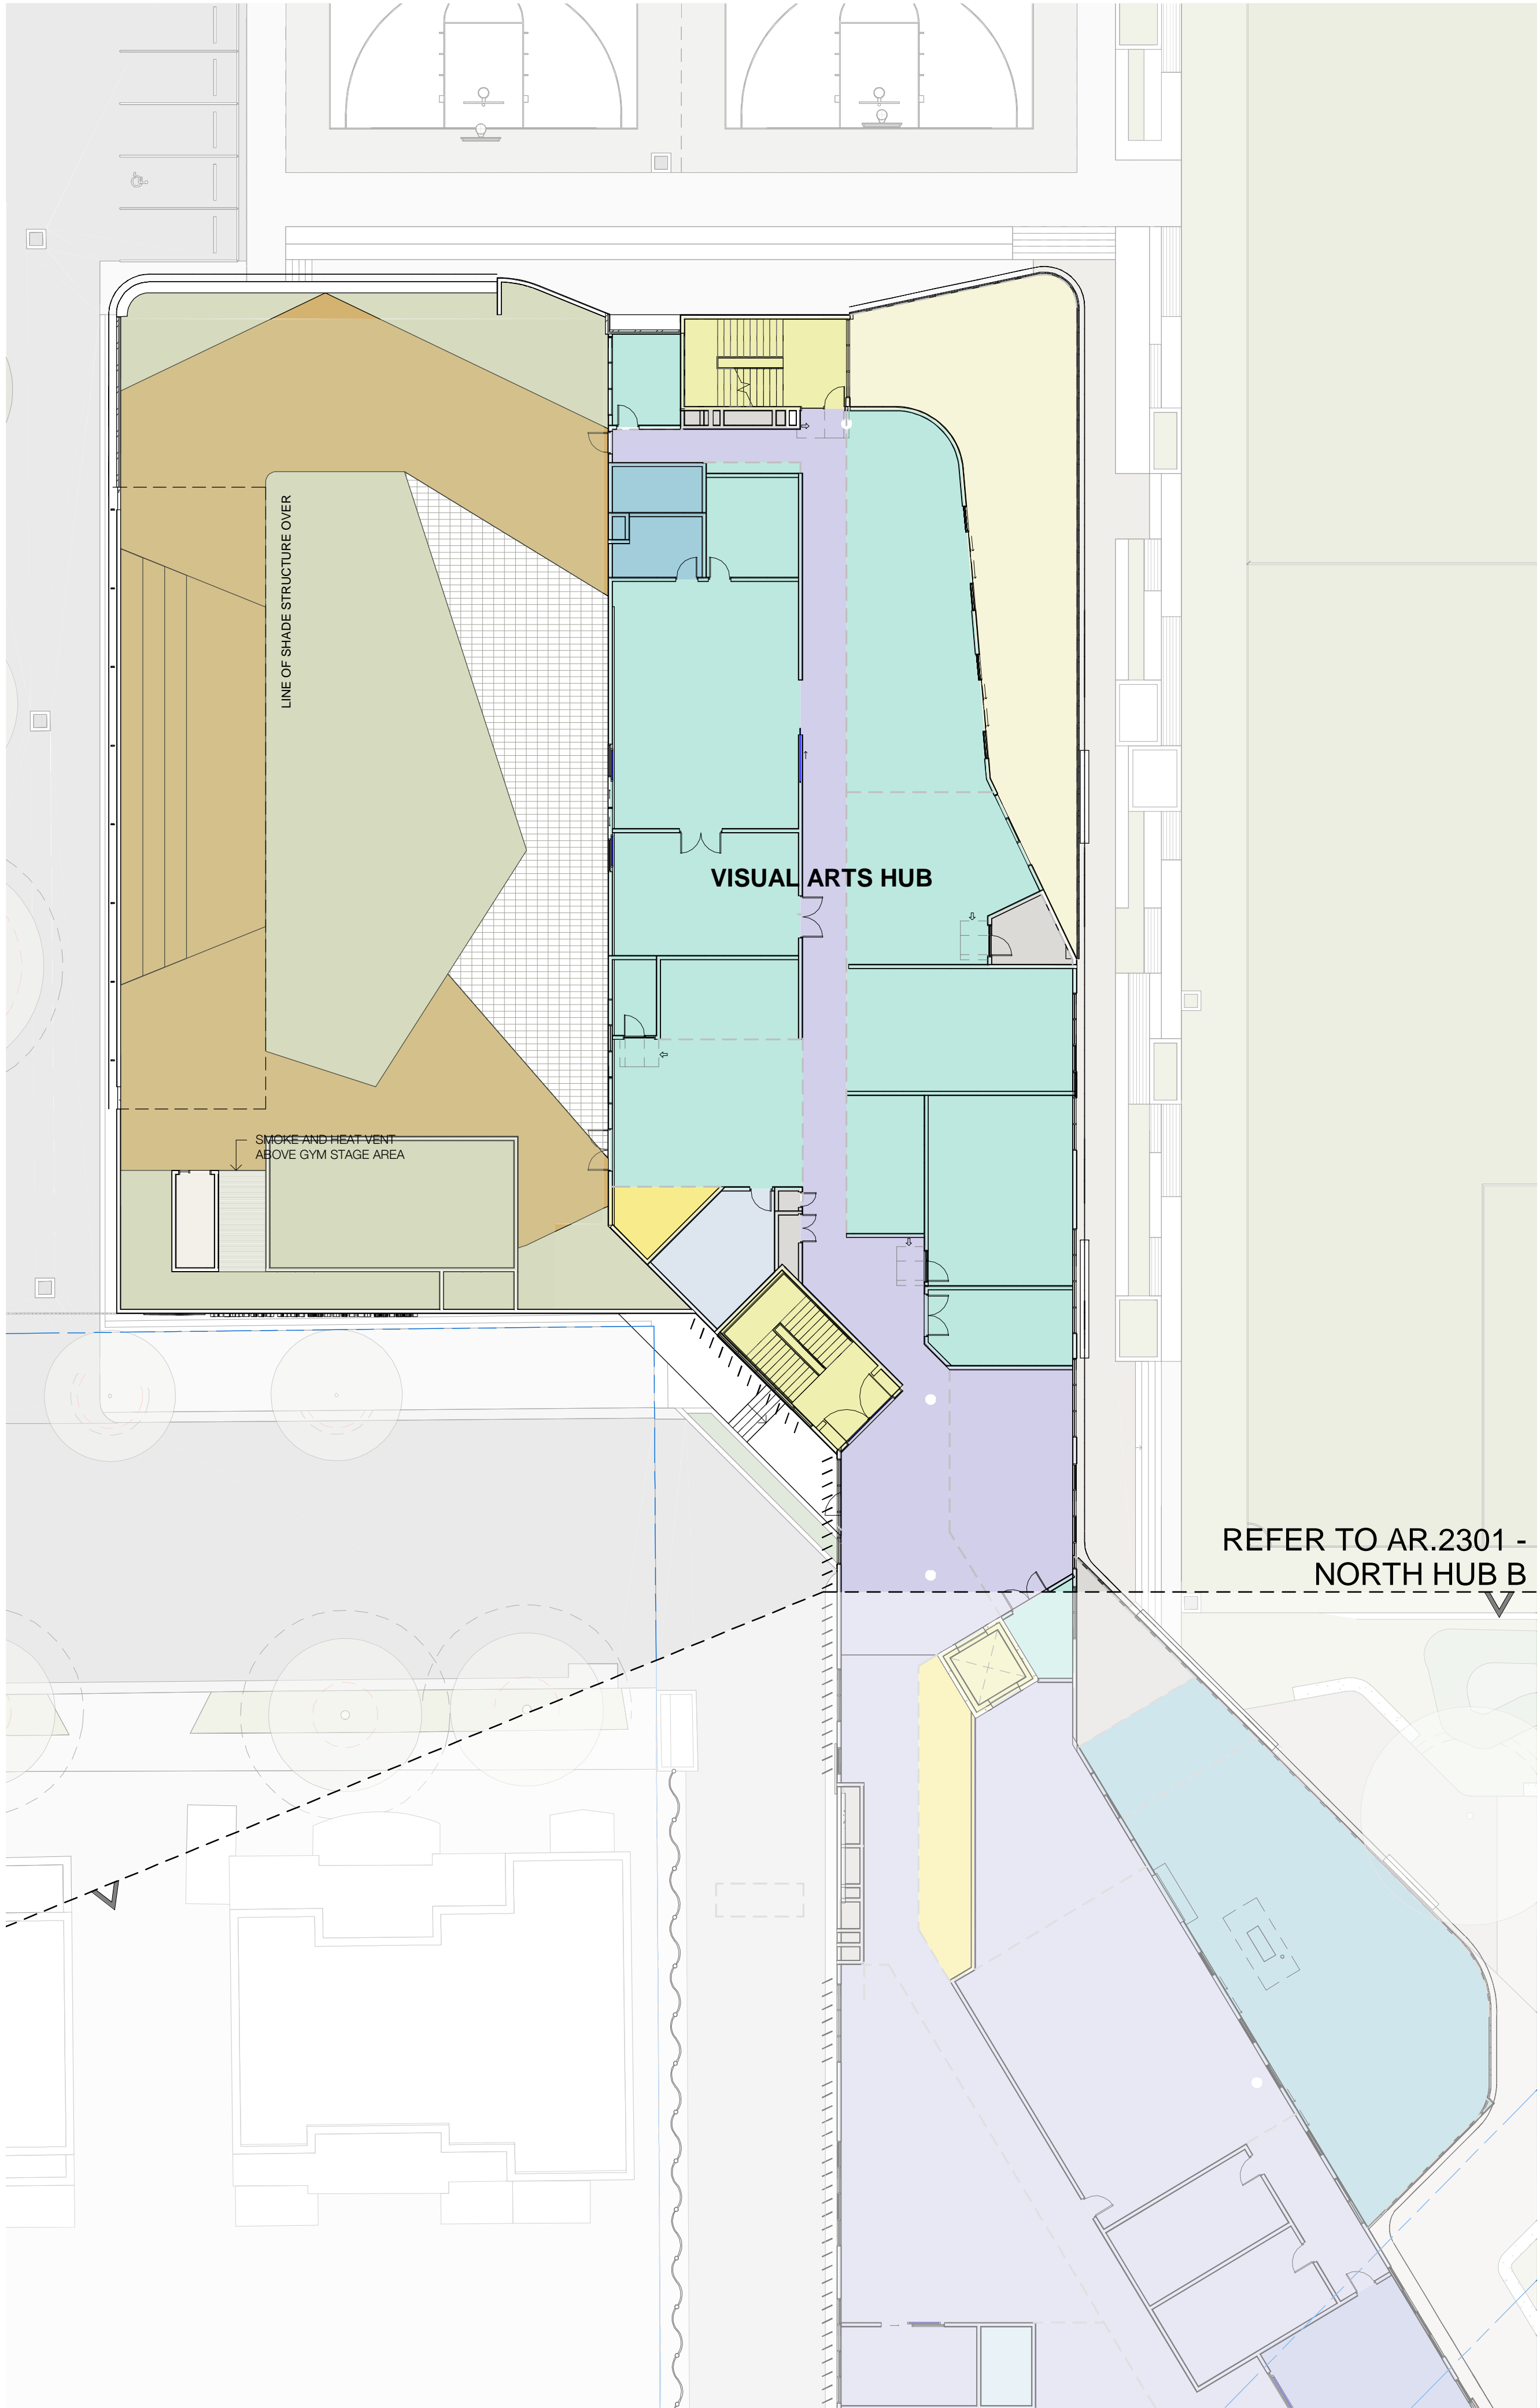 LINE OF SHADE STRUCTURE OVER
VISUAL ARTS HUB
SMOKE AND HEAT VENT
ABOVE GYM STAGE AREA
REFER TO AR.2301 -
NORTH HUB B